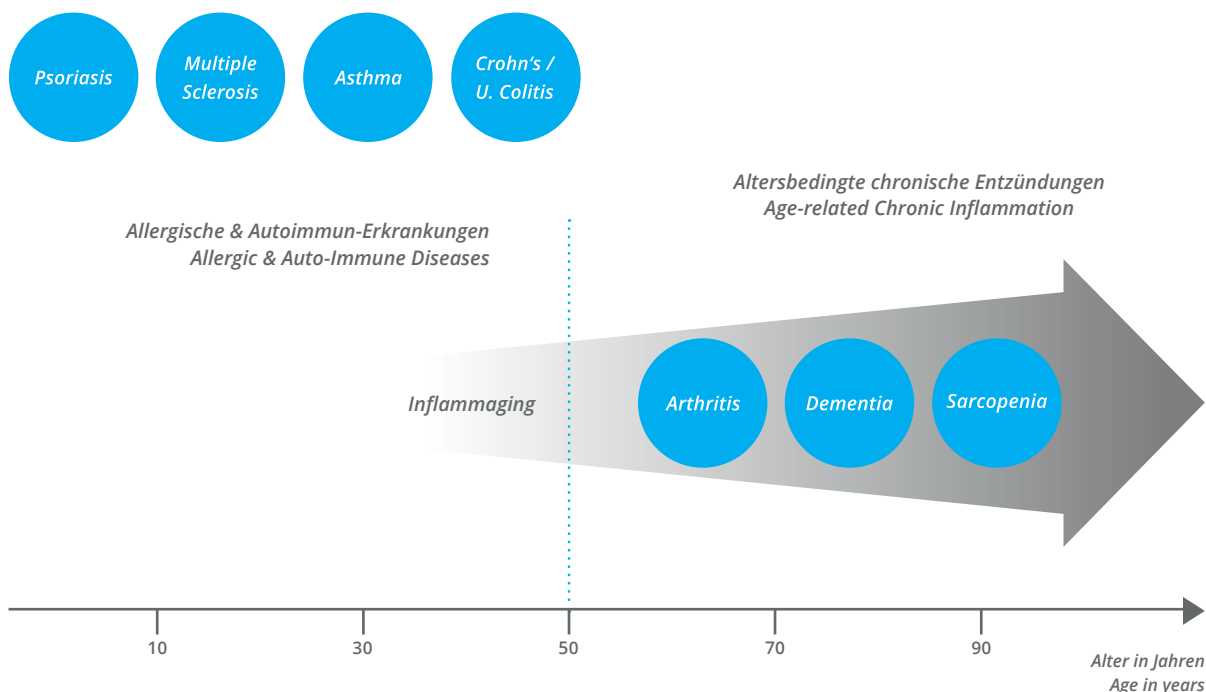 Psoriasis
Multiple
Sclerosis
Asthma
Crohn's /
U. Colitis
Altersbedingte chronische Entzündungen
Age-related Chronic Inflammation
Allergische & Autoimmun-Erkrankungen
Allergic & Auto-Immune Diseases
Inflammaging
Arthritis
Dementia
Sarcopenia
10
30
50
70
90
Alter in Jahren
Age in years